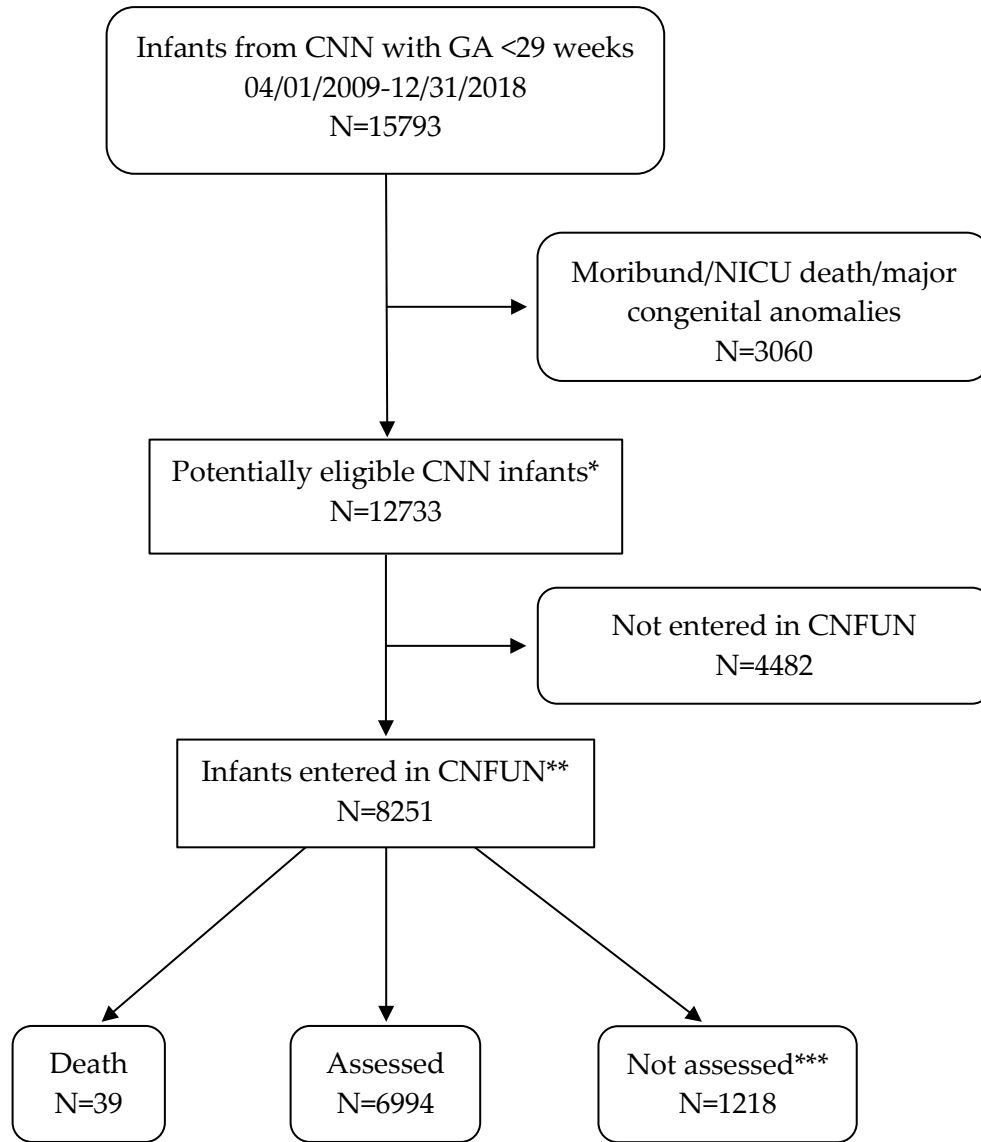 Infants from CNN with GA <29 weeks
04/01/2009-12/31/2018
N=15793
Moribund/NICU death/major
congenital anomalies
N=3060
Potentially eligible CNN infants*
N=12733
Not entered in CNFUN
N=4482
Infants entered in CNFUN**
N=8251
Death
N=39
Assessed
N=6994
Not assessed***
N=1218